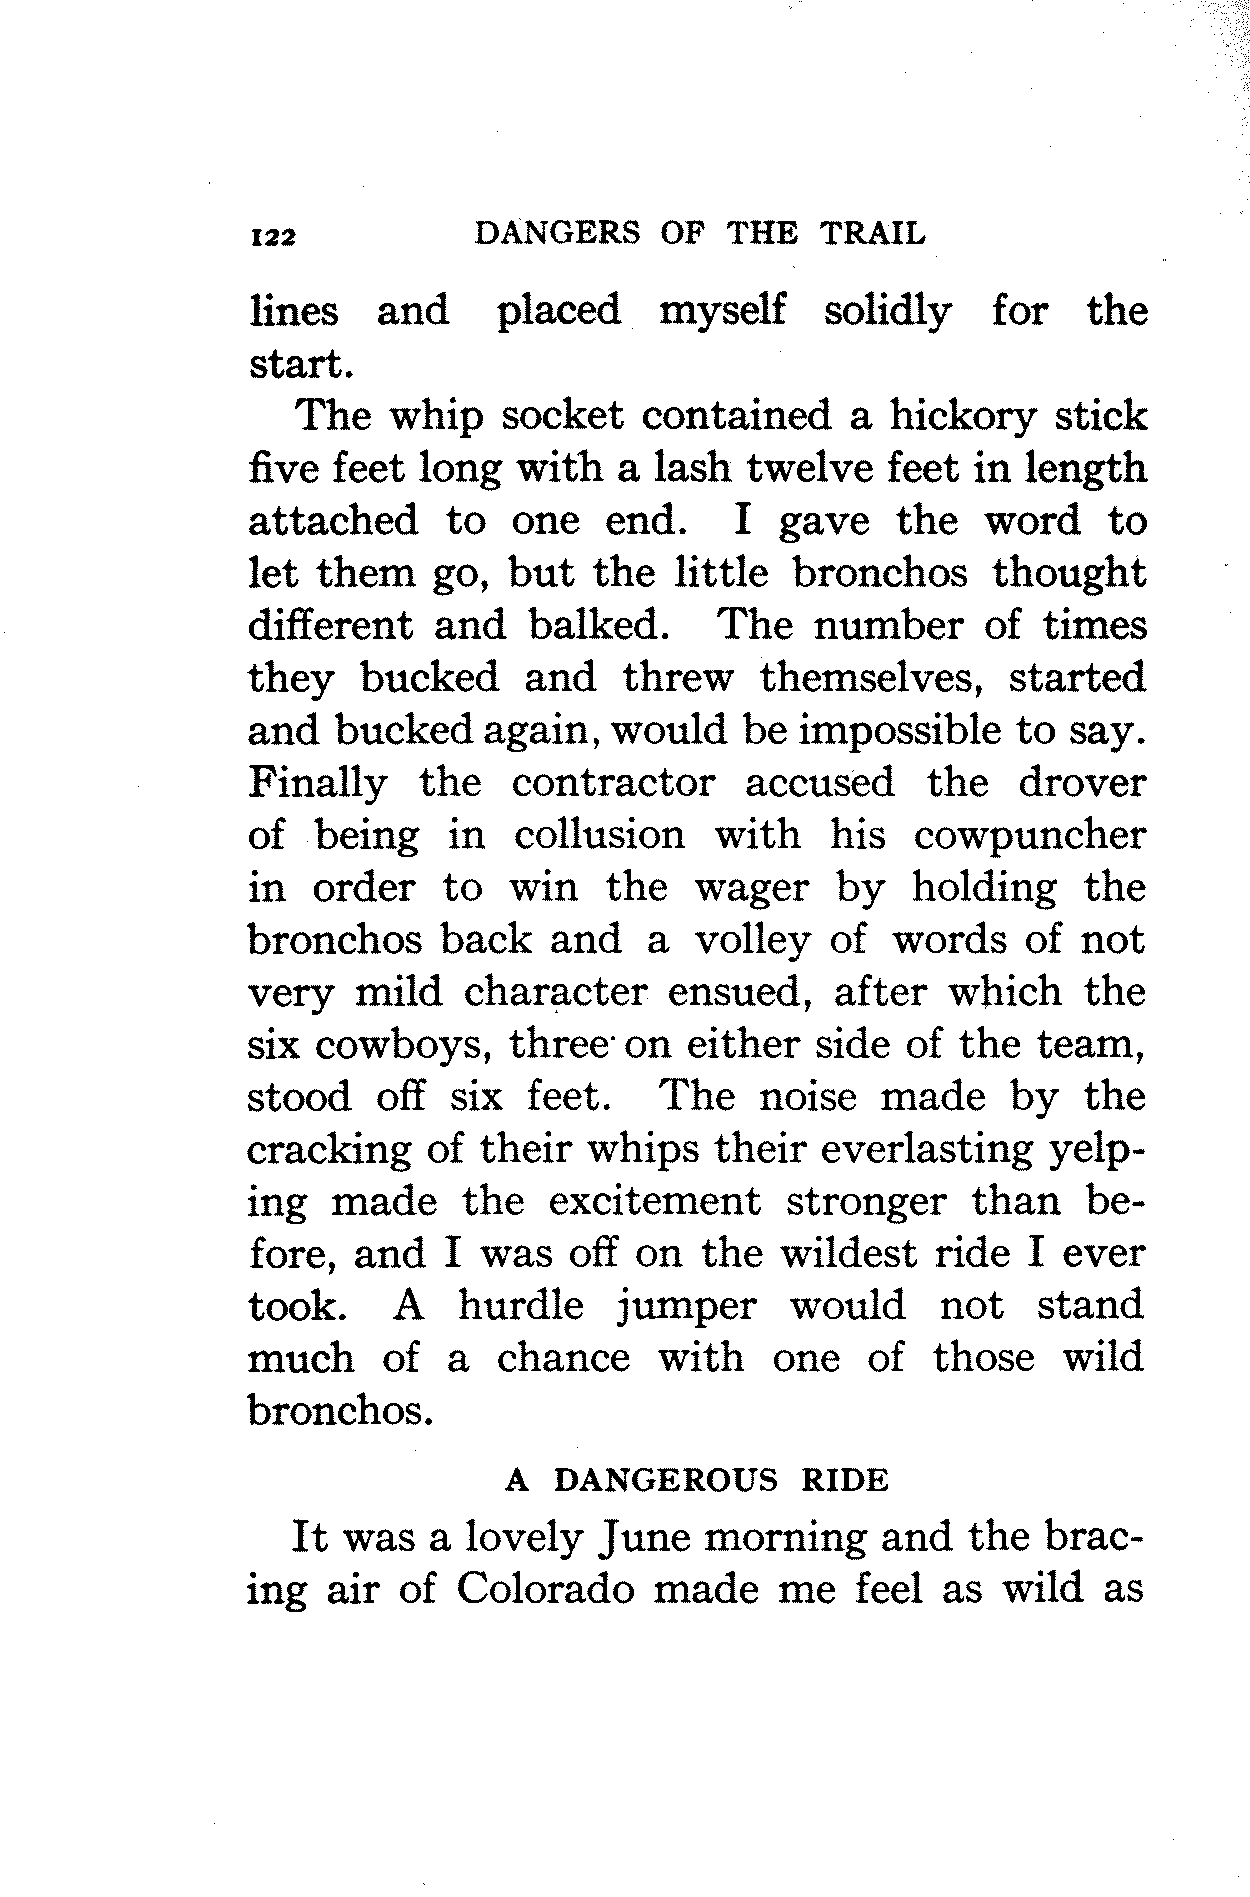 122 DANGERS OF THE TRAIL
lines and placed myself solidly for the
start.
The whip socket contained a hickory stick
five feet long with a lash twelve feet in length
attached to one end. I gave the word to
let them go, but the little bronchos thought
different and balked. The number of times
they bucked and threw themselves, started
and bucked again, would be impossible to say.
Finally the contractor accused the drover
of being in collusion with his cowpuncher
in order to win the wager by holding the
bronchos back and a volley of words of not
very mild character ensued, after which the
six cowboys, three on either side of the team,
stood off six feet. The noise made by the
cracking of their whips their everlasting yelp-
ing made the excitement stronger than be-
fore, and I was off on the wildest ride I ever
took. A hurdle jumper would not stand
much of a chance with one of those wild
bronchos.
A DANGEROUS RIDE
It was a lovely June morning and the brac-
ing air of Colorado made me feel as wild as